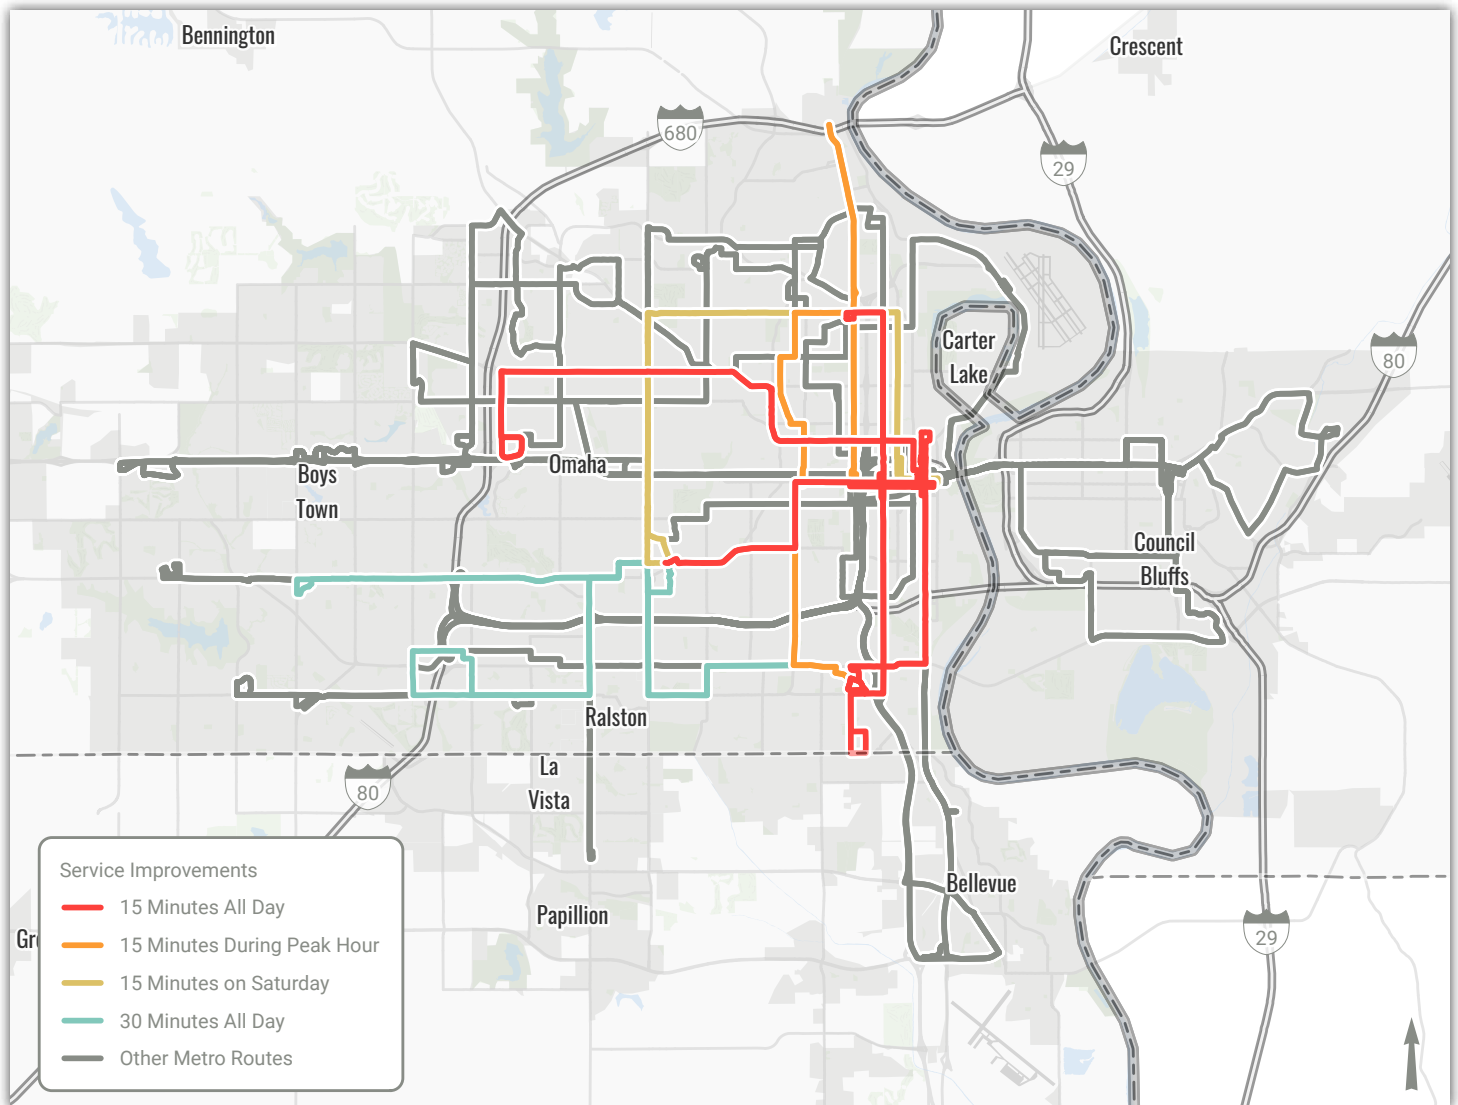 Bennington
Crescent
680
29
Carter
Lake
80
Omaha
Boys
Town
Council
Bluffs
Ralston
La
Vista
80
Bellevue
Papillion
Gr
29
Service Improvements
15 Minutes All Day
15 Minutes During Peak Hour
15 Minutes on Saturday
30 Minutes All Day
Other Metro Routes